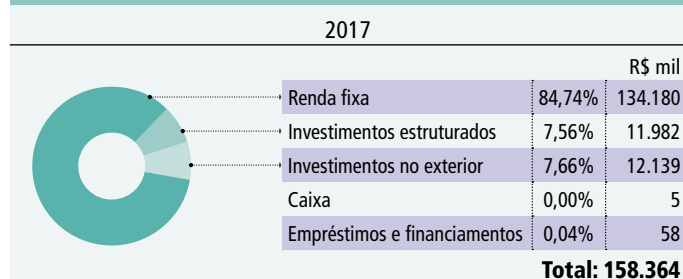 2017
R$ mil
Renda fixa 84,74% 134.180
Investimentos estruturados 7,56% 11.982
Investimentos no exterior 7,66% 12.139
Caixa 0,00% 5
Empréstimos e financiamentos 0,04% 58
Total: 158.364